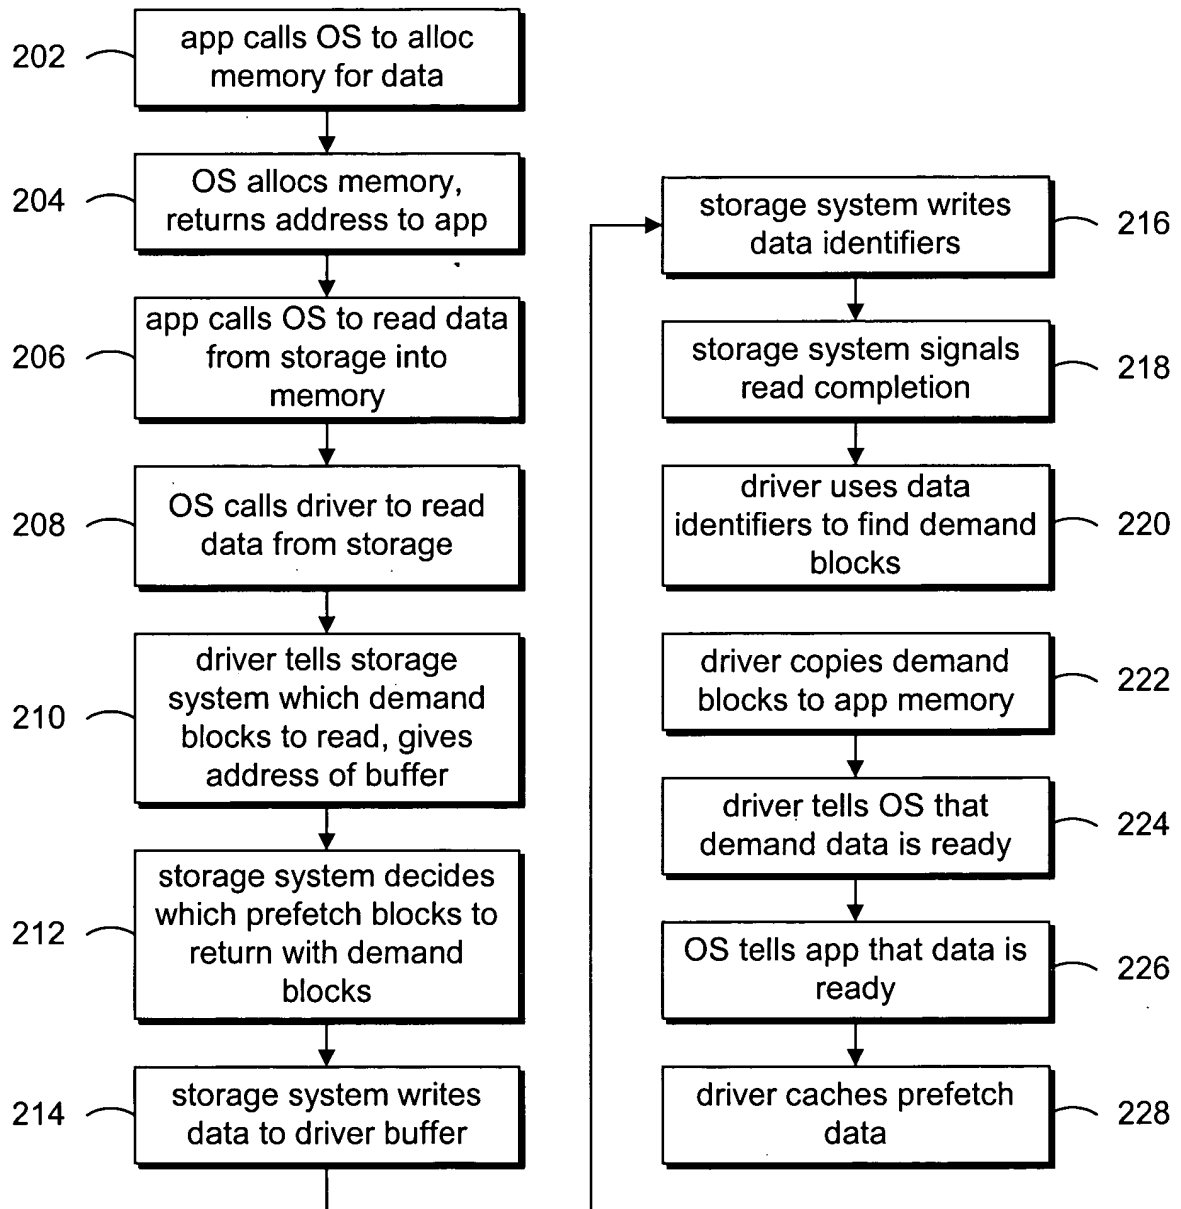 202
app calls OS to alloc
memory for data
204
OS allocs memory,
returns address to app
206
app calls OS to read data
from storage into
memory
208
OS calls driver to read
data from storage
210
driver tells storage
system which demand
blocks to read, gives
address of buffer
212
storage system decides
which prefetch blocks to
return with demand
blocks
214
storage system writes
data to driver buffer
storage system writes
data identifiers
216
storage system signals
read completion
218
driver uses data
identifiers to find demand
blocks
220
driver copies demand
blocks to app memory
222
driver tells OS that
demand data is ready
224
OS tells app that data is
ready
226
driver caches prefetch
data
228